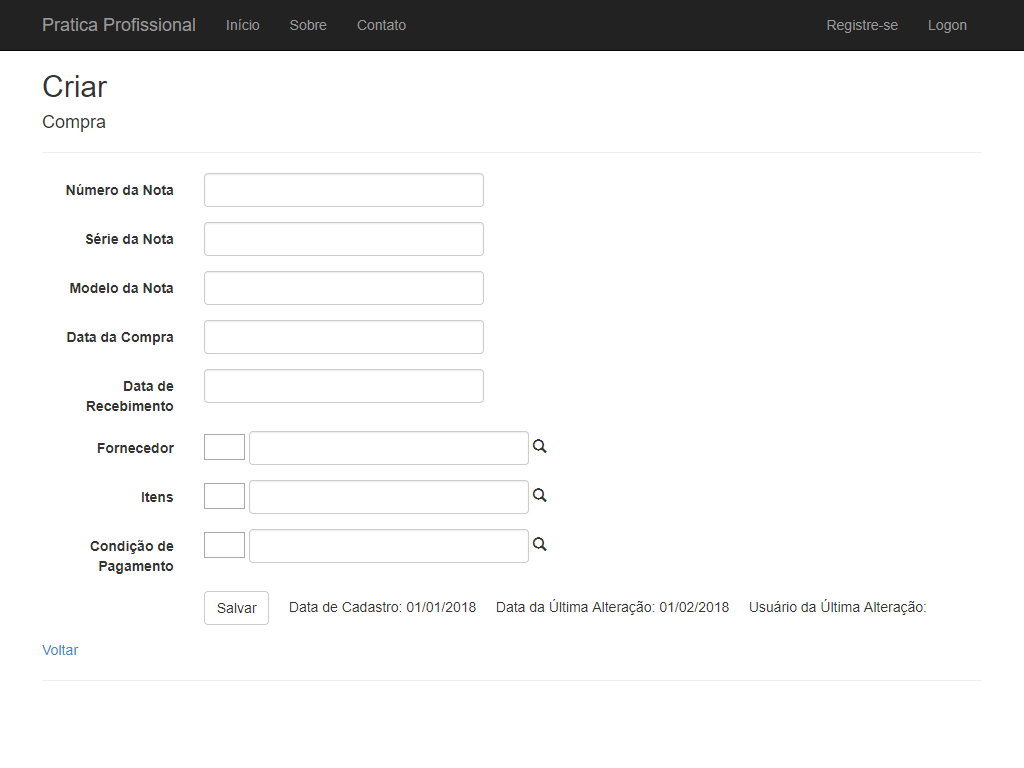 Pratica Profissional Início Sobre Contato Registre-se Logon
Criar
Compra
Número da Nota
Série da Nota
Modelo da Nota
Data da Compra
Data de
Recebimento
Fornecedor
Itens
Condição de
Pagamento
Salvar Data de Cadastro: 01/01/2018 Data da Última Alteração: 01/02/2018 Usuário da Última Alteração:
Voltar